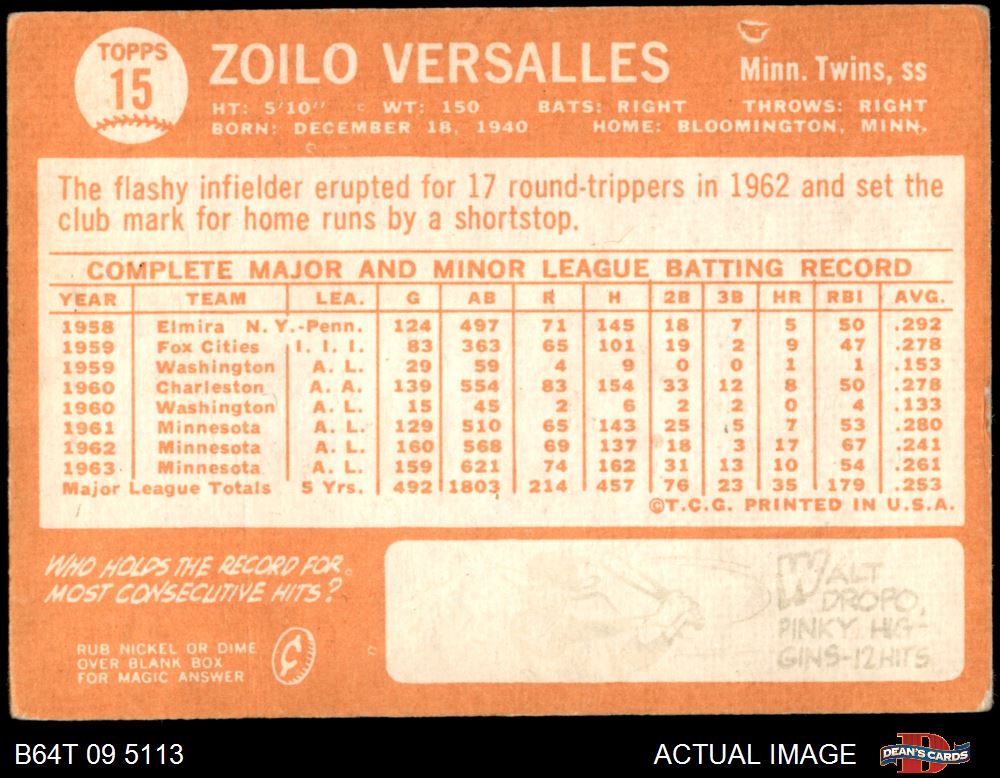 TOPPS
15
ZOILO VERSALLES
Minn. Twins, ss
HT: 5'10" WT: 150 BATS: RIGHT THROWS: RIGHT
BORN: DECEMBER 18, 1940 HOME: BLOOMINGTON, MINN.
The flashy infielder erupted for 17 round-trippers in 1962 and set the
club mark for home runs by a shortstop.
COMPLETE MAJOR AND MINOR LEAGUE BATTING RECORD
YEAR TEAM LEA. G AB R H 2B 3B HR RBI AVG.
1958 Elmira N. Y.-Penn. 124 497 71 145 18 7 5 50 .292
1959 Fox Cities I. I. I. 83 363 65 101 19 2 9 47 .278
1959 Washington A. L. 29 59 4 9 0 0 1 1 .153
1960 Charleston A. A. 139 554 83 154 33 12 8 50 .278
1960 Washington A. L. 15 45 2 6 2 2 0 4 .133
1961 Minnesota A. L. 129 510 65 143 25 5 7 53 .280
1962 Minnesota A. L. 160 568 69 137 18 3 17 67 .241
1963 Minnesota A. L. 159 621 74 162 31 13 10 54 .261
Major League Totals 5 Yrs. 492 1803 214 457 76 23 35 179 .253
©T.C.G. PRINTED IN U.S.A.
WHO HOLDS THE RECORD FOR
MOST CONSECUTIVE HITS?
RUB NICKEL OR DIME
OVER BLANK BOX
FOR MAGIC ANSWER
¢
WALT
DROPO,
PINKY HIG-
GINS-12 HITS
B64T 09 5113
ACTUAL IMAGE
D
DEAN'S CARDS